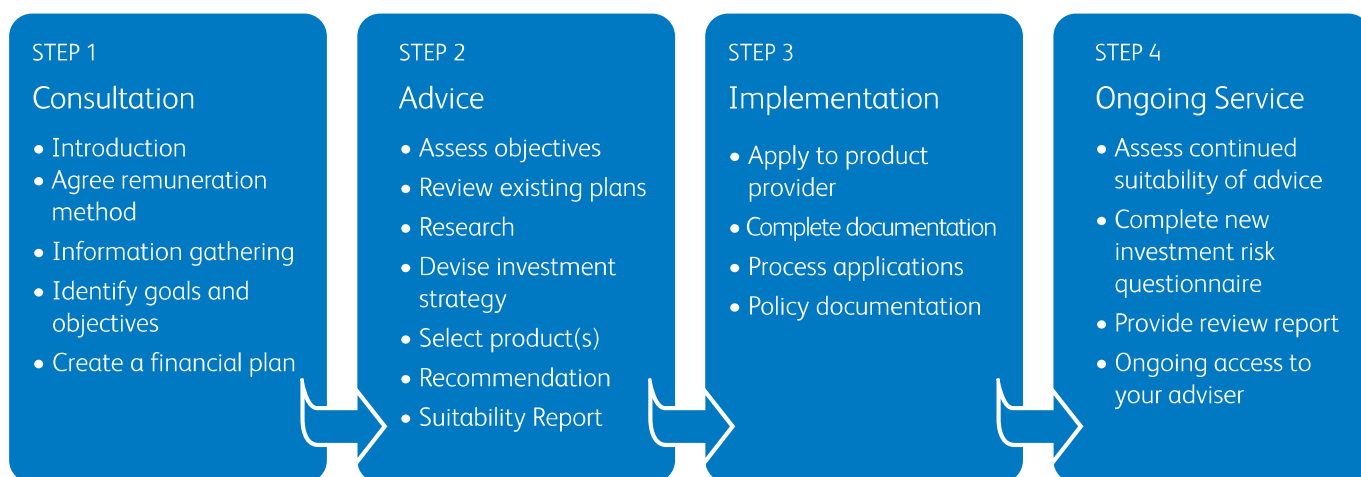 STEP 1
Consultation
• Introduction
• Agree remuneration
method
• Information gathering
• Identify goals and
objectives
• Create a financial plan
STEP 2
Advice
• Assess objectives
• Review existing plans
• Research
• Devise investment
strategy
• Select product(s)
• Recommendation
• Suitability Report
STEP 3
Implementation
• Apply to product
provider
• Complete documentation
• Process applications
• Policy documentation
STEP 4
Ongoing Service
• Assess continued
suitability of advice
• Complete new
investment risk
questionnaire
• Provide review report
• Ongoing access to
your adviser